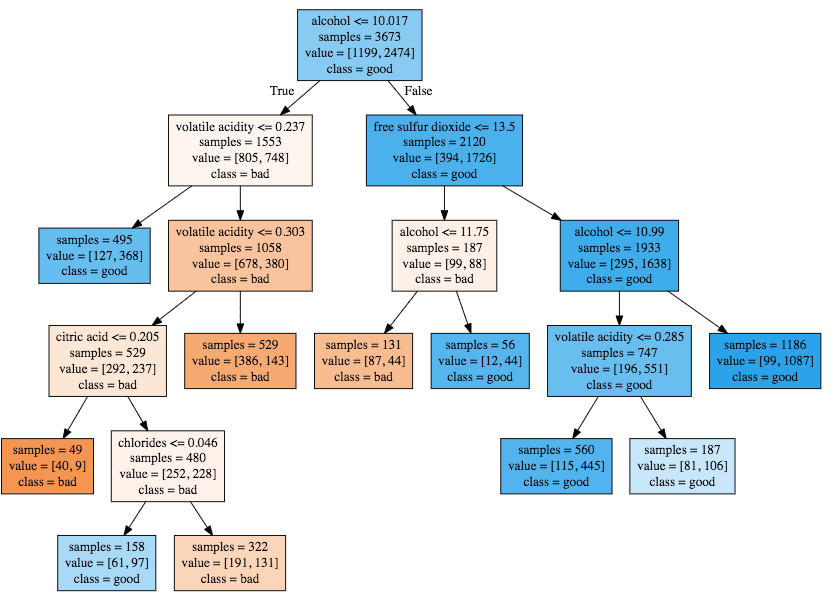 alcohol <= 10.017
samples = 3673
value = [1199, 2474]
class = good
True
False
volatile acidity <= 0.237
samples = 1553
value = [805, 748]
class = bad
free sulfur dioxide <= 13.5
samples = 2120
value = [394, 1726]
class = good
samples = 495
value = [127, 368]
class = good
volatile acidity <= 0.303
samples = 1058
value = [678, 380]
class = bad
alcohol <= 11.75
samples = 187
value = [99, 88]
class = bad
alcohol <= 10.99
samples = 1933
value = [295, 1638]
class = good
citric acid <= 0.205
samples = 529
value = [292, 237]
class = bad
samples = 529
value = [386, 143]
class = bad
samples = 131
value = [87, 44]
class = bad
samples = 56
value = [12, 44]
class = good
volatile acidity <= 0.285
samples = 747
value = [196, 551]
class = good
samples = 1186
value = [99, 1087]
class = good
samples = 49
value = [40, 9]
class = bad
chlorides <= 0.046
samples = 480
value = [252, 228]
class = bad
samples = 560
value = [115, 445]
class = good
samples = 187
value = [81, 106]
class = good
samples = 158
value = [61, 97]
class = good
samples = 322
value = [191, 131]
class = bad